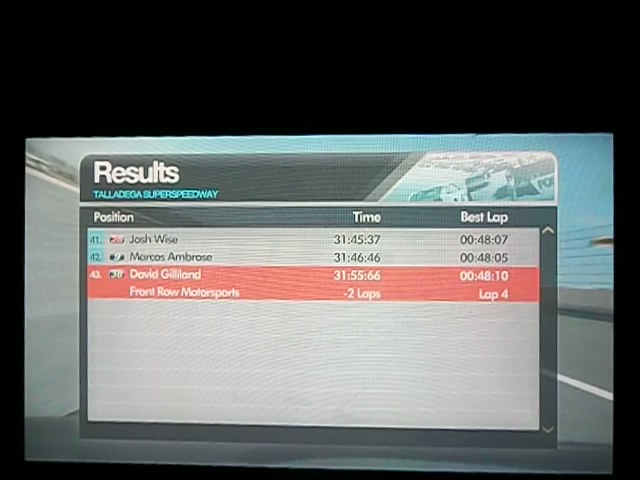 Results
TALLADEGA SUPERSPEEDWAY
Position Time Best Lap
41. Josh Wise 31:45:37 00:48:07
42. Marcos Ambrose 31:46:46 00:48:05
43. David Gilliland 31:55:66 00:48:10
Front Row Motorsports -2 Laps Lap 4